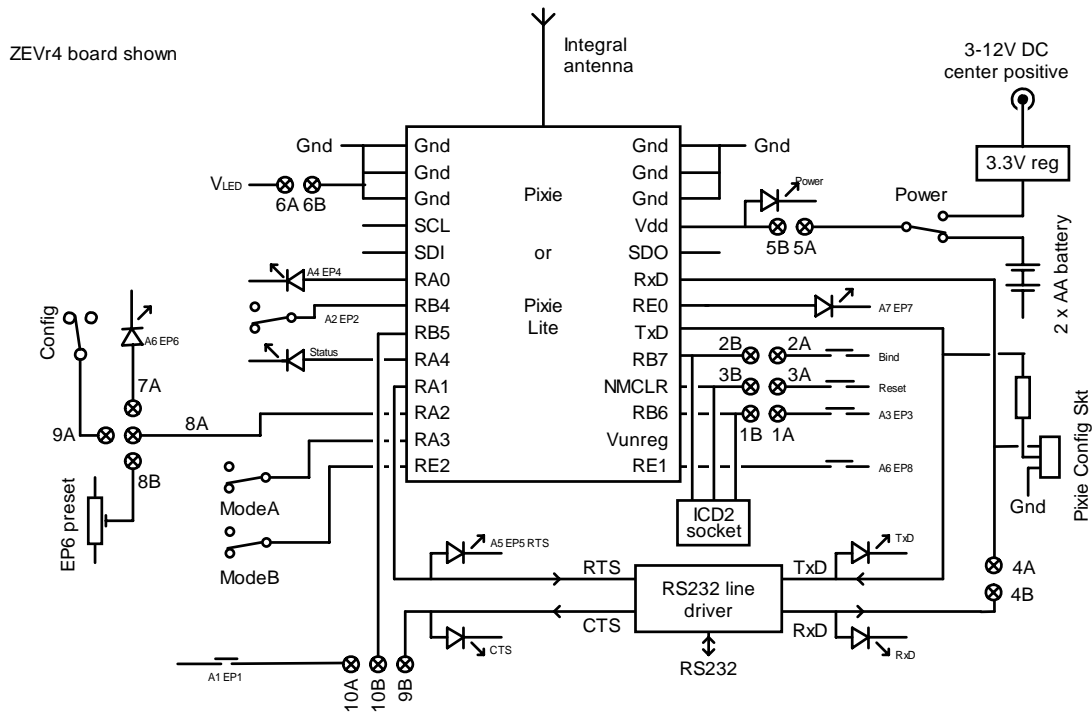 ZEVr4 board shown
Integral
antenna
3-12V DC
center positive
3.3V reg
Power
2 x AA battery
Gnd
Gnd
Gnd
Gnd
VLED
6A 6B
SCL
SDI
RA0
RB4
RB5
RA4
RA1
RA2
RA3
RE2
Pixie
or
Pixie
Lite
Gnd
Gnd
Gnd
Gnd
Vdd
SDO
RxD
RE0
TxD
RB7
NMCLR
RB6
Vunreg
RE1
Power
5B 5A
A4 EP4
A2 EP2
Status
Config
A6 EP6
7A
9A
8A
8B
EP6 preset
ModeA
ModeB
A7 EP7
2B 2A
Bind
3B 3A
Reset
A3 EP3
1B 1A
A6 EP8
ICD2
socket
Pixie Config Skt
Gnd
A5 EP5 RTS
RTS
CTS
CTS
RS232 line
driver
RS232
TxD
TxD
RxD
RxD
4A
4B
A1 EP1
10A
10B
9B